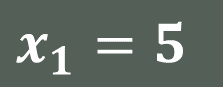 x₁ = 5